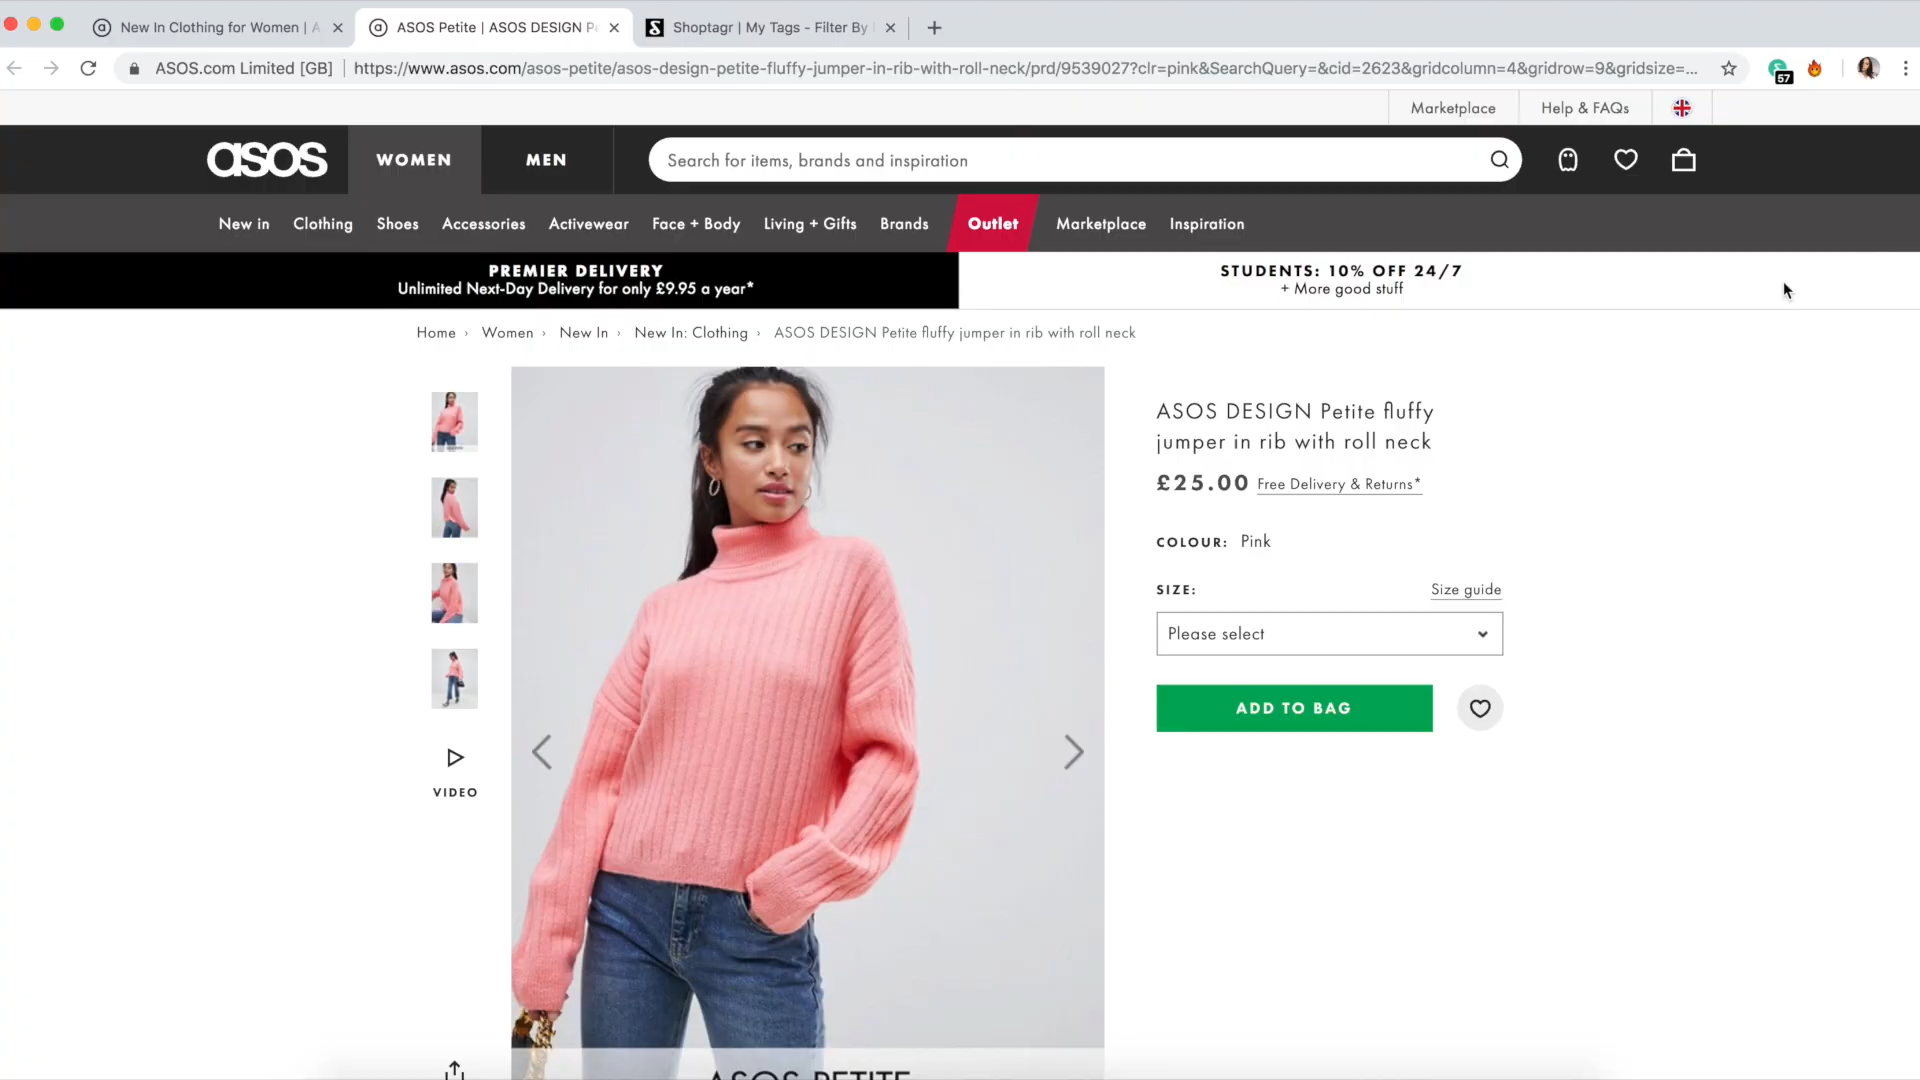 New In Clothing for Women | A
ASOS Petite | ASOS DESIGN Pe
Shoptagr | My Tags - Filter By
ASOS.com Limited [GB] | https://www.asos.com/asos-petite/asos-design-petite-fluffy-jumper-in-rib-with-roll-neck/prd/9539027?clr=pink&SearchQuery=&cid=2623&gridcolumn=4&gridrow=9&gridsize=...
57
Marketplace
Help & FAQs
asos
WOMEN
MEN
Search for items, brands and inspiration
New in
Clothing
Shoes
Accessories
Activewear
Face + Body
Living + Gifts
Brands
Outlet
Marketplace
Inspiration
PREMIER DELIVERY
Unlimited Next-Day Delivery for only £9.95 a year*
STUDENTS: 10% OFF 24/7
+ More good stuff
Home › Women › New In › New In: Clothing › ASOS DESIGN Petite fluffy jumper in rib with roll neck
ASOS DESIGN Petite fluffy
jumper in rib with roll neck
£25.00 Free Delivery & Returns*
COLOUR: Pink
SIZE:
Size guide
Please select
ADD TO BAG
VIDEO
ASOS PETITE